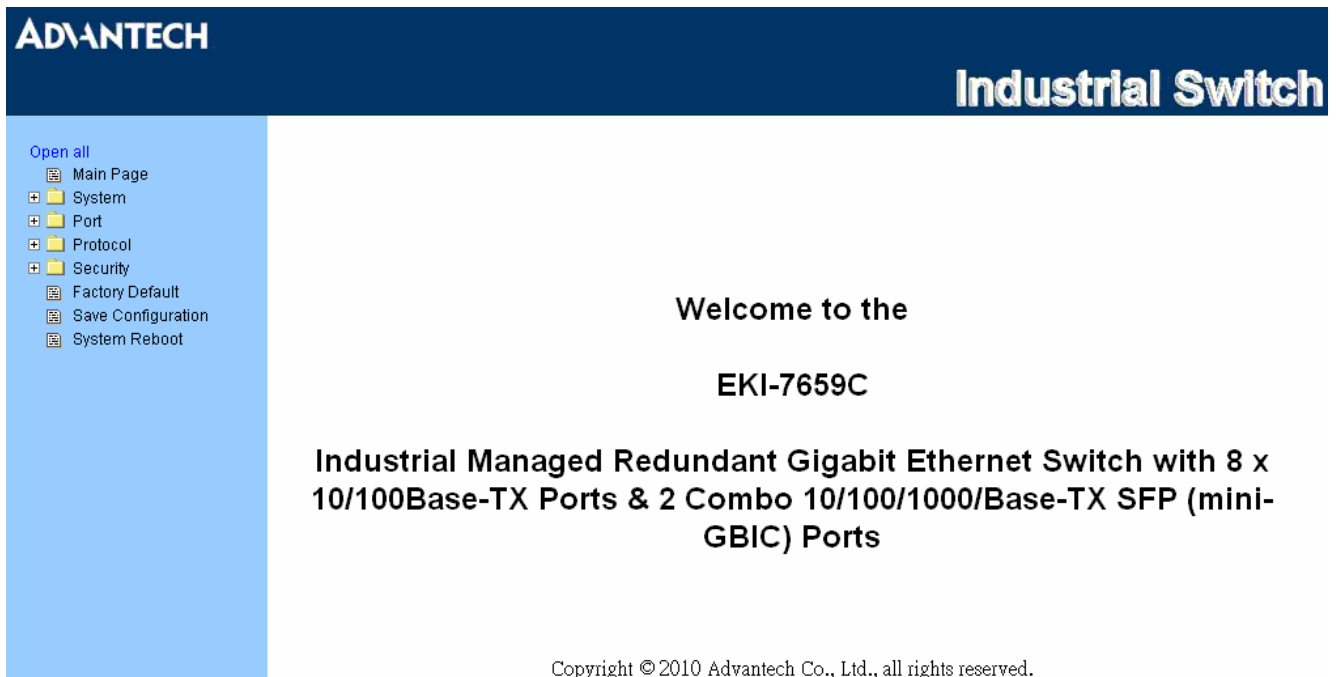 ADVANTECH
Industrial Switch
Open all
Main Page
System
Port
Protocol
Security
Factory Default
Save Configuration
System Reboot
Welcome to the
EKI-7659C
Industrial Managed Redundant Gigabit Ethernet Switch with 8 x
10/100Base-TX Ports & 2 Combo 10/100/1000/Base-TX SFP (mini-
GBIC) Ports
Copyright © 2010 Advantech Co., Ltd., all rights reserved.